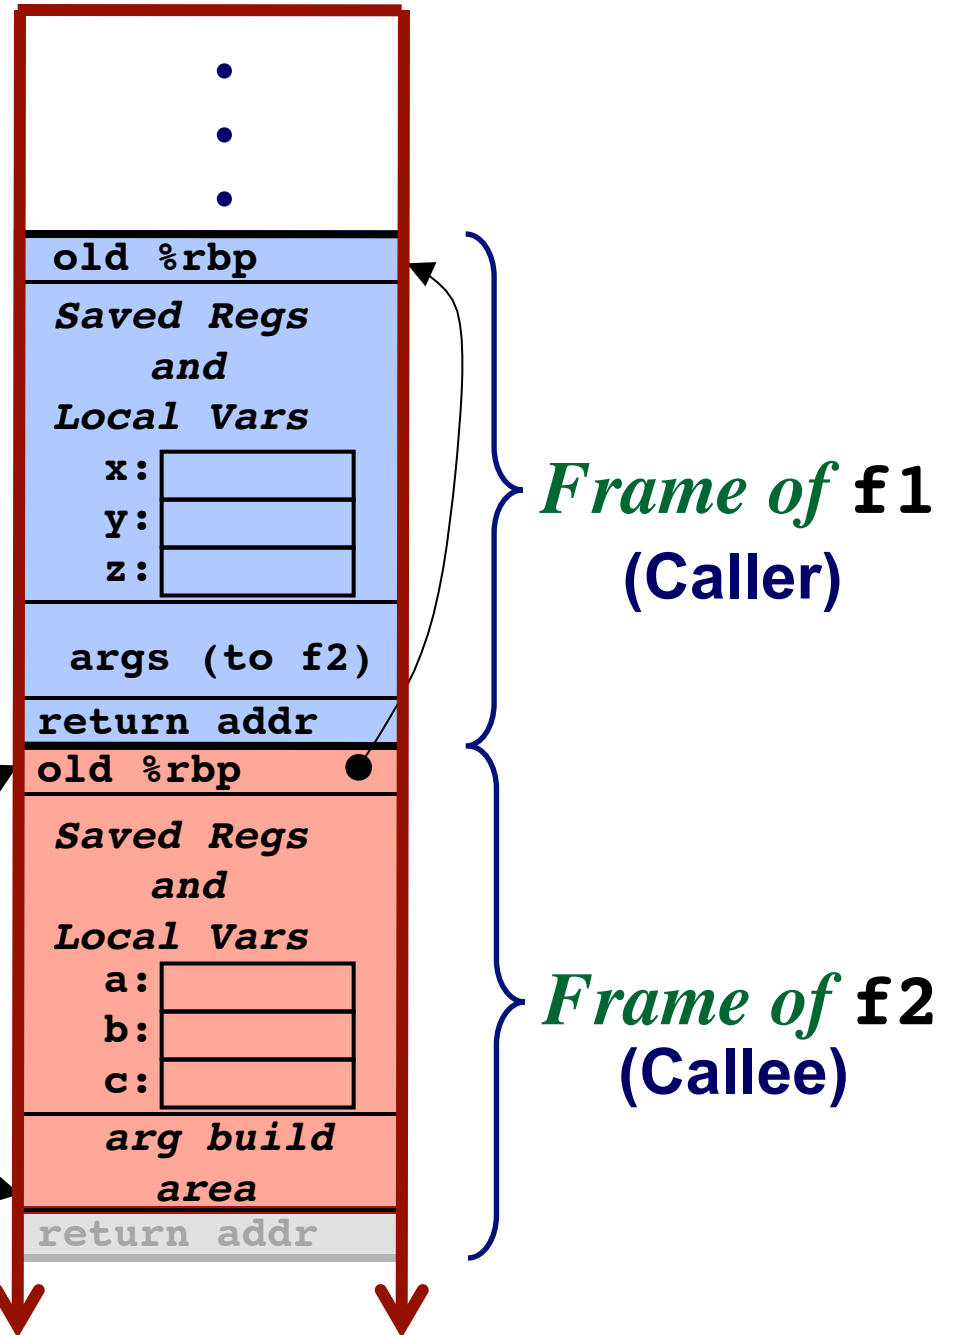 old %rbp
Saved Regs
and
Local Vars
x:
y:
z:
args (to f2)
return addr
Frame of f1
(Caller)
old %rbp
Saved Regs
and
Local Vars
a:
b:
c:
arg build
area
return addr
Frame of f2
(Callee)